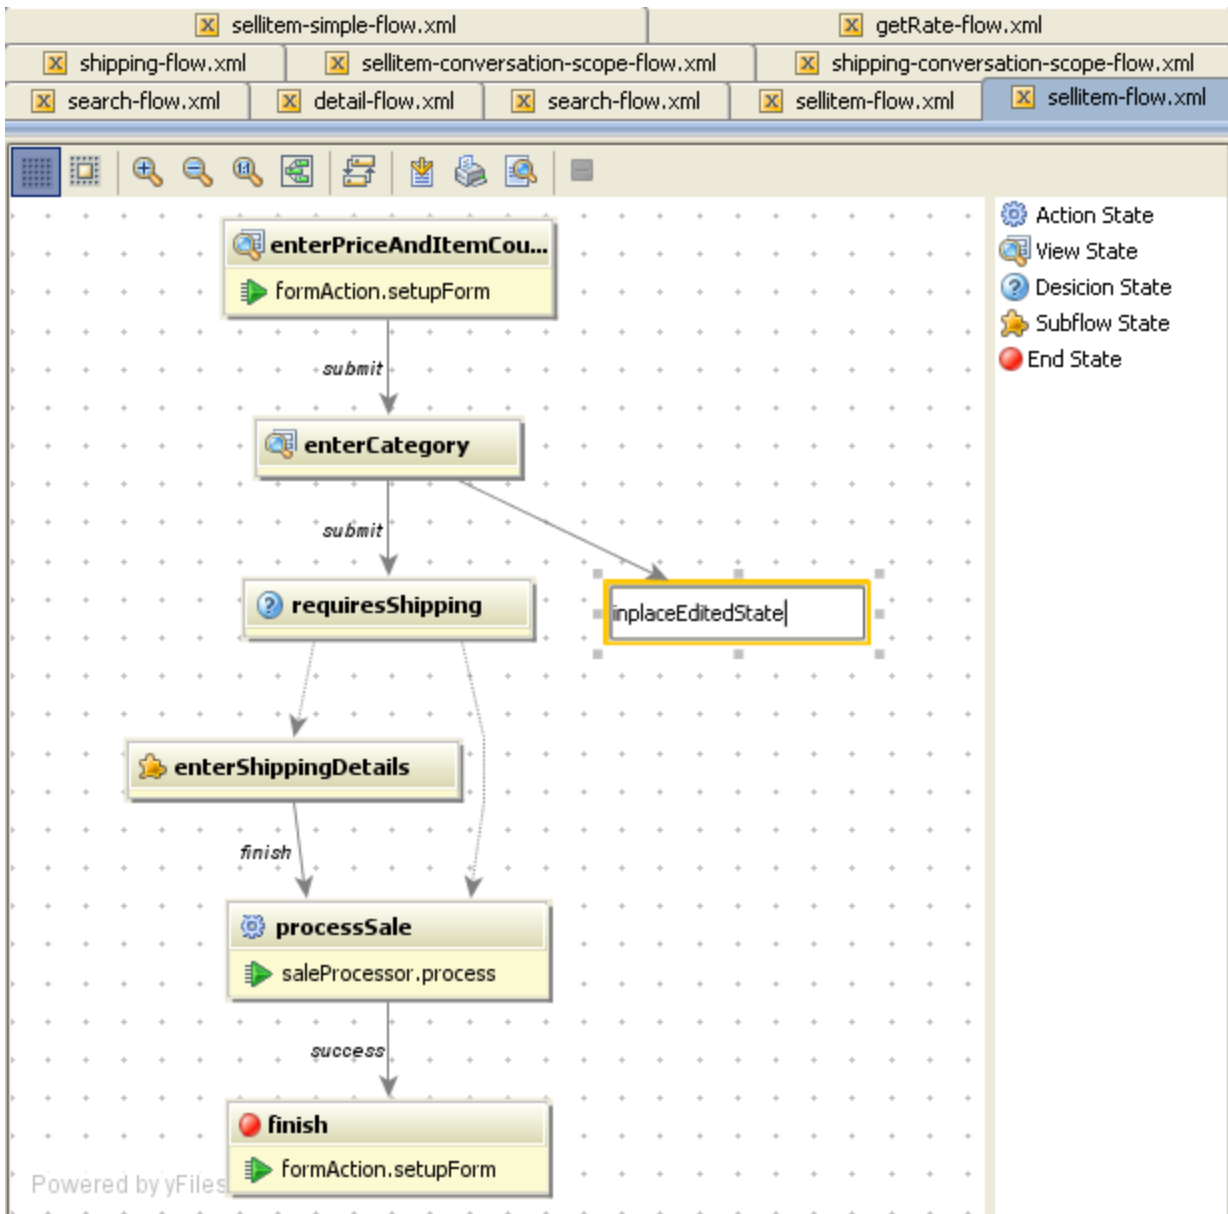 sellitem-simple-flow.xml
getRate-flow.xml
shipping-flow.xml
sellitem-conversation-scope-flow.xml
shipping-conversation-scope-flow.xml
search-flow.xml
detail-flow.xml
search-flow.xml
sellitem-flow.xml
sellitem-flow.xml
Action State
View State
Desicion State
Subflow State
End State
enterPriceAndItemCou...
formAction.setupForm
submit
enterCategory
submit
requiresShipping
inplaceEditedState
enterShippingDetails
finish
processSale
saleProcessor.process
success
finish
formAction.setupForm
Powered by yFiles